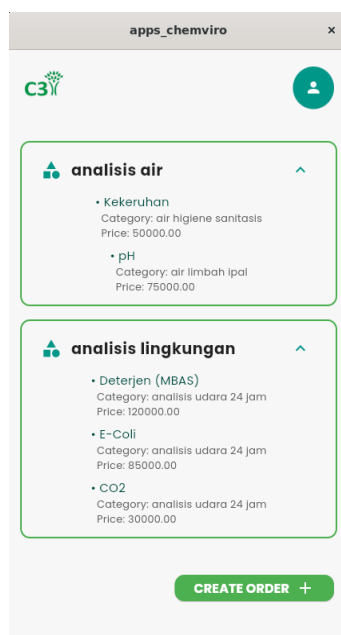 apps_chemviro
×
C3
analisis air
• Kekeruhan
Category: air higiene sanitasis
Price: 50000.00
• pH
Category: air limbah ipal
Price: 75000.00
analisis lingkungan
• Deterjen (MBAS)
Category: analisis udara 24 jam
Price: 120000.00
• E-Coli
Category: analisis udara 24 jam
Price: 85000.00
• CO2
Category: analisis udara 24 jam
Price: 30000.00
CREATE ORDER +